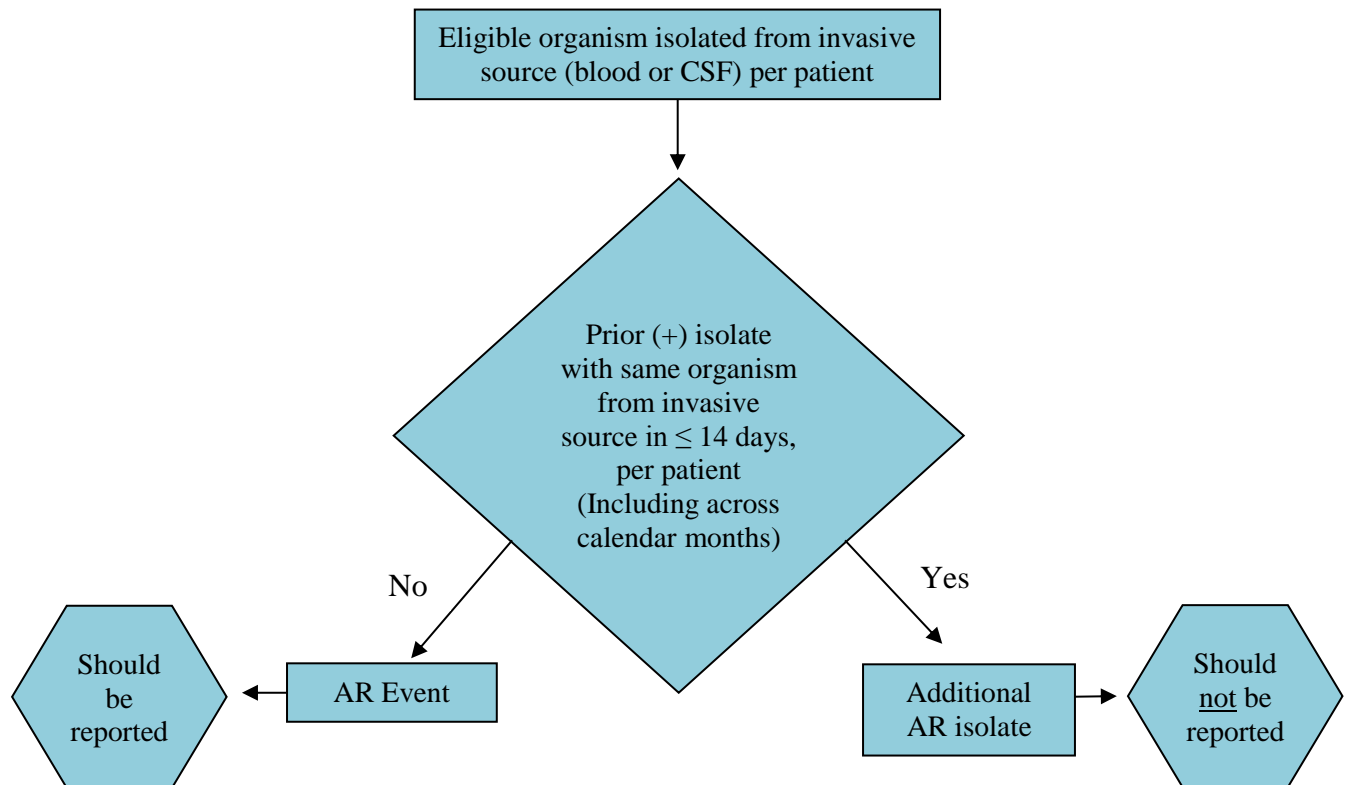 Eligible organism isolated from invasive
source (blood or CSF) per patient
Prior (+) isolate
with same organism
from invasive
source in ≤ 14 days,
per patient
(Including across
calendar months)
No
Yes
Should
be
reported
AR Event
Additional
AR isolate
Should
not be
reported